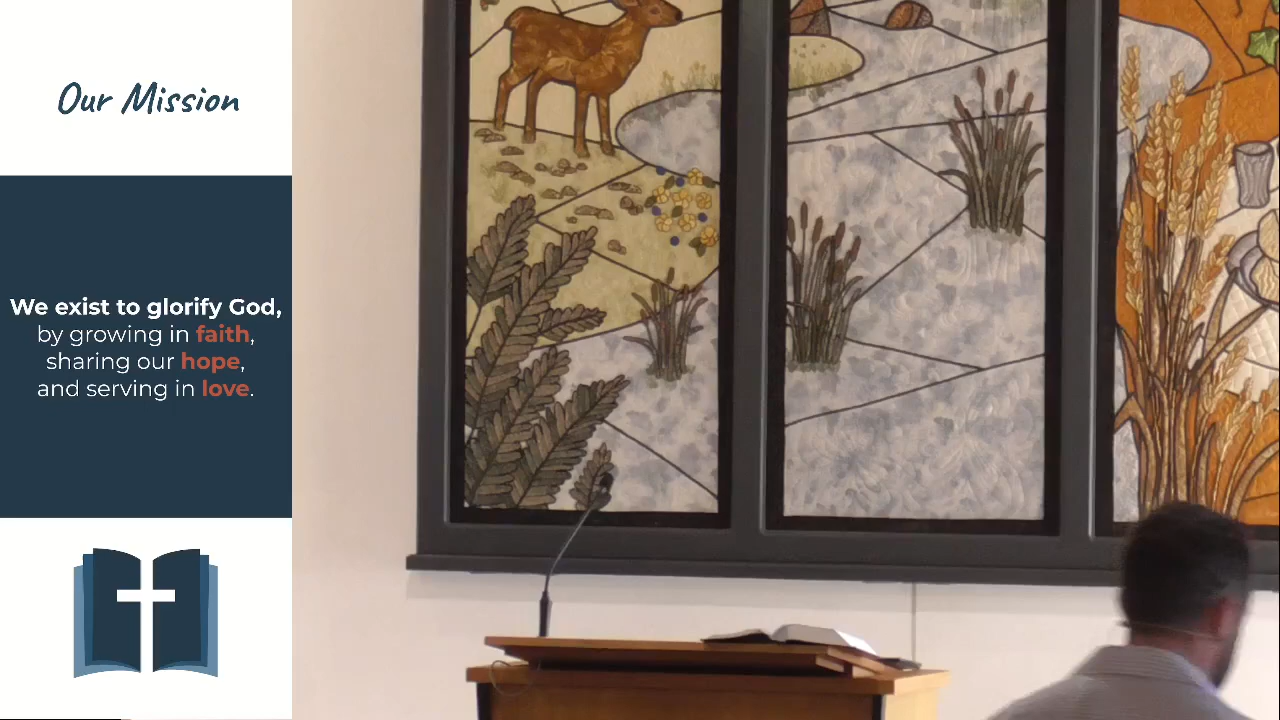 Our Mission
We exist to glorify God,
by growing in faith,
sharing our hope,
and serving in love.